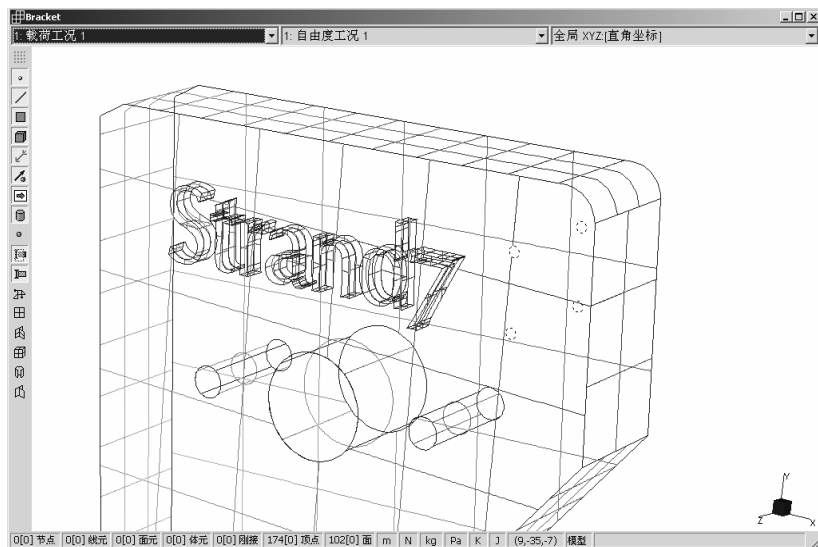 Bracket
1: 载荷工况 1
1: 自由度工况 1
全局 XYZ:[直角坐标]
Strand7
Y
Z
X
0[0] 节点 0[0] 线元 0[0] 面元 0[0] 体元 0[0] 刚接 174[0] 顶点 102[0] 面 m N kg Pa K J (9,-35,-7) 模型